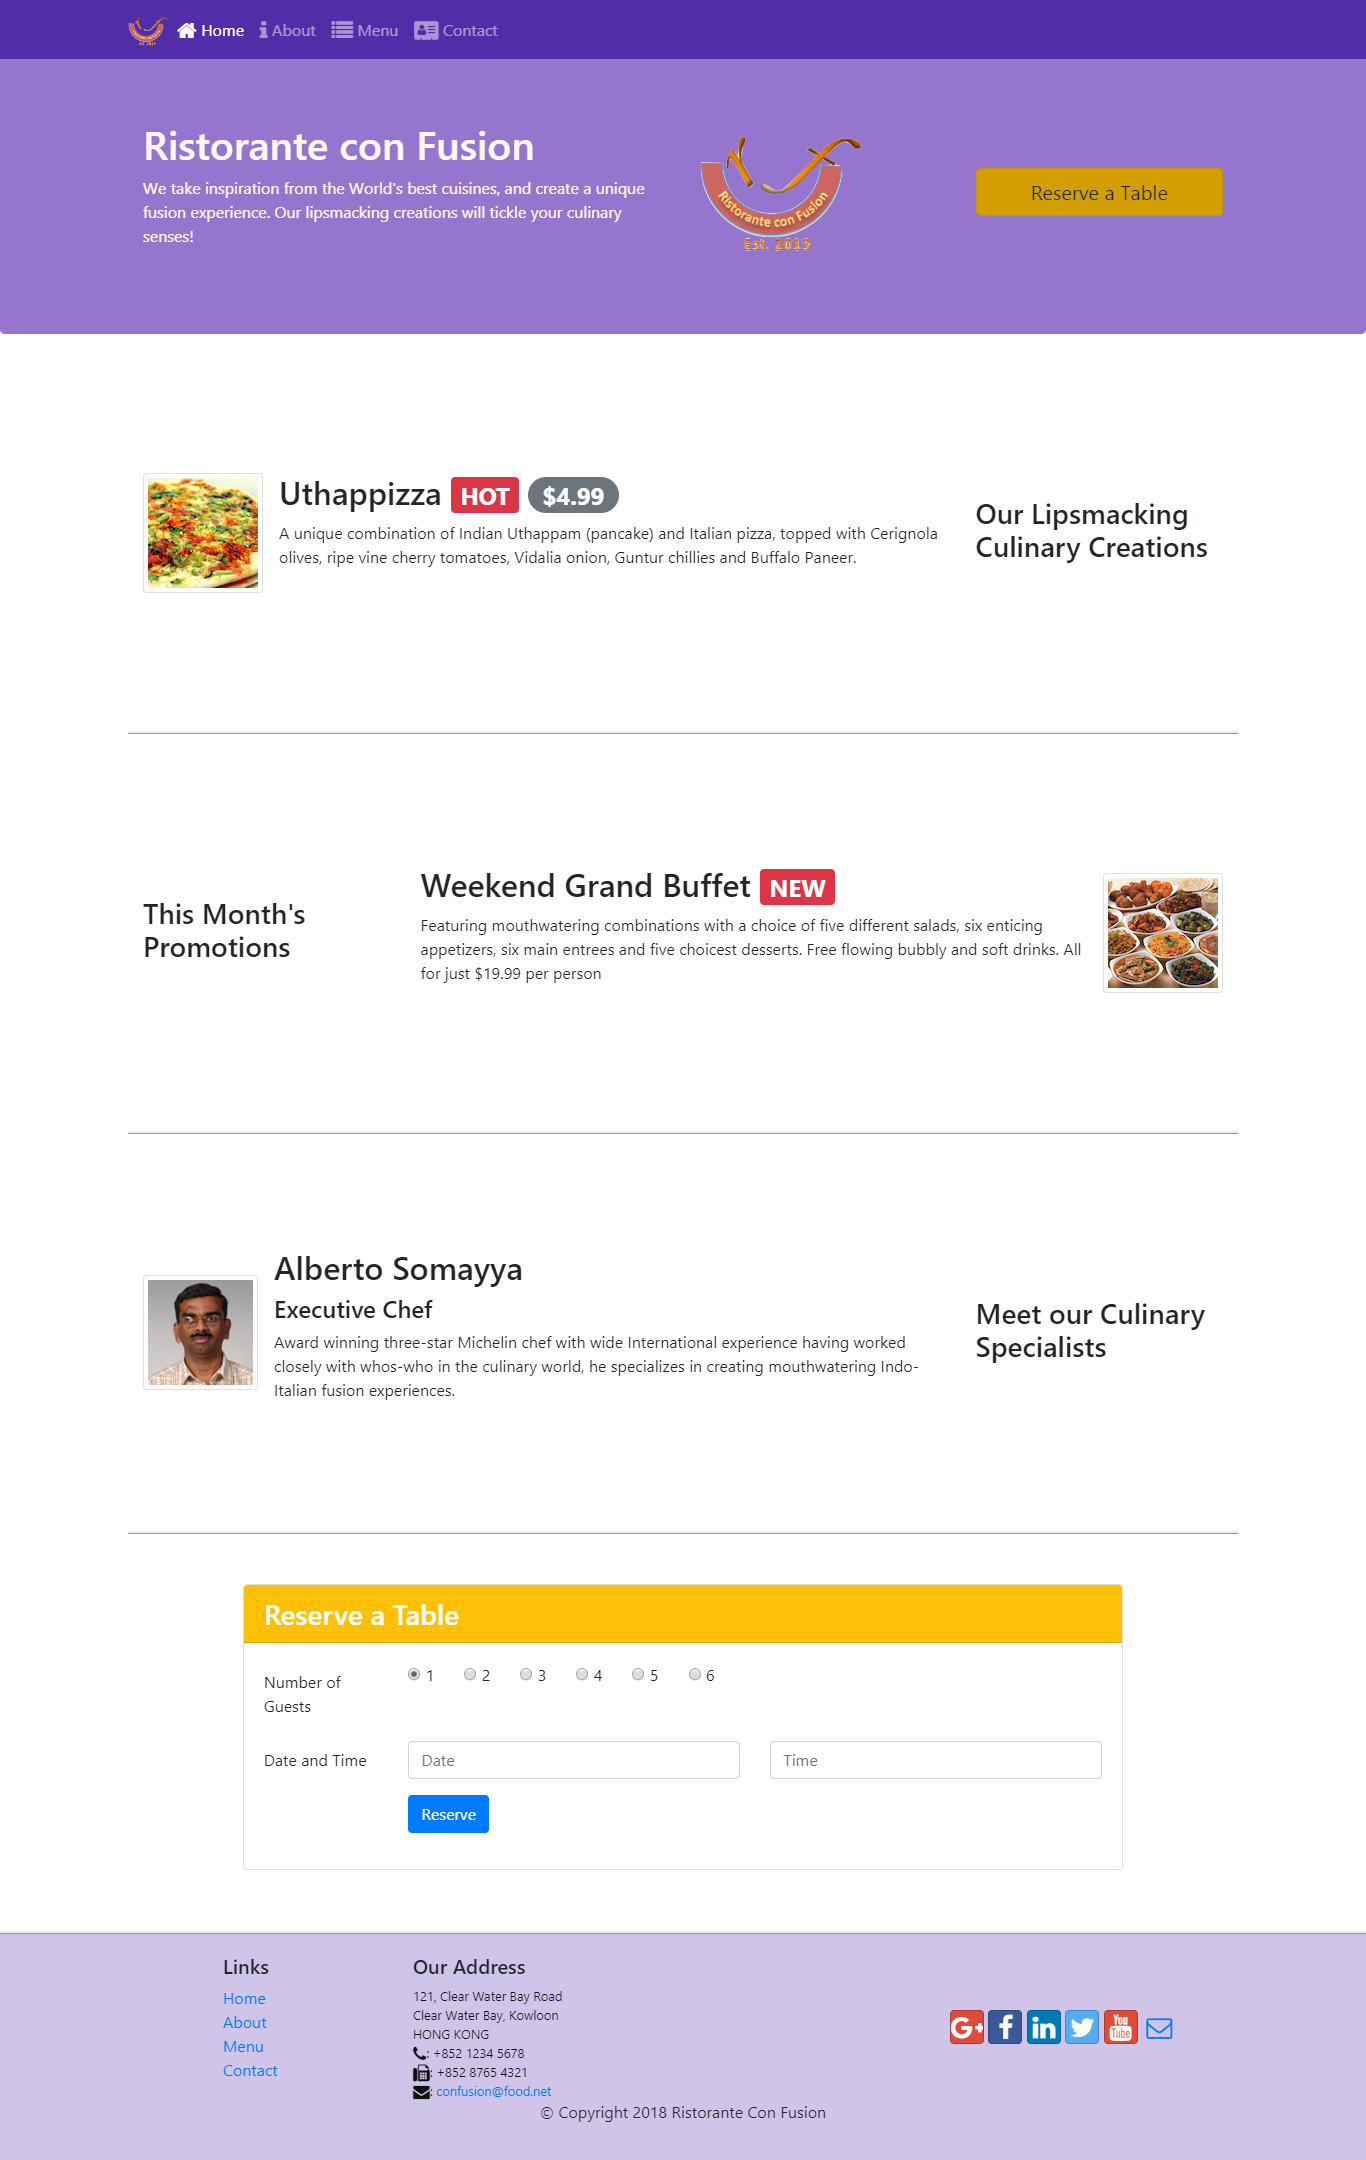 Home About Menu Contact
Ristorante con Fusion
We take inspiration from the World's best cuisines, and create a unique
fusion experience. Our lipsmacking creations will tickle your culinary
senses!
Ristorante con Fusion
Est. 2013
Reserve a Table
Uthappizza HOT $4.99
A unique combination of Indian Uthappam (pancake) and Italian pizza, topped with Cerignola
olives, ripe vine cherry tomatoes, Vidalia onion, Guntur chillies and Buffalo Paneer.
Our Lipsmacking
Culinary Creations
This Month's
Promotions
Weekend Grand Buffet NEW
Featuring mouthwatering combinations with a choice of five different salads, six enticing
appetizers, six main entrees and five choicest desserts. Free flowing bubbly and soft drinks. All
for just $19.99 per person
Alberto Somayya
Executive Chef
Award winning three-star Michelin chef with wide International experience having worked
closely with whos-who in the culinary world, he specializes in creating mouthwatering Indo-
Italian fusion experiences.
Meet our Culinary
Specialists
Reserve a Table
Number of
Guests
1 2 3 4 5 6
Date and Time
Date
Time
Reserve
Links
Home
About
Menu
Contact
Our Address
121, Clear Water Bay Road
Clear Water Bay, Kowloon
HONG KONG
: +852 1234 5678
: +852 8765 4321
: confusion@food.net
G+ f in You Tube
© Copyright 2018 Ristorante Con Fusion